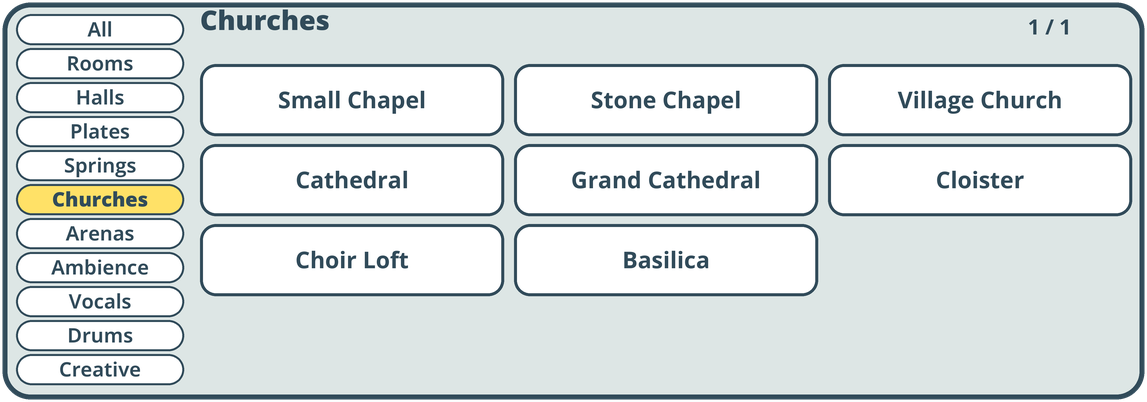 All
Rooms
Halls
Plates
Springs
Churches
Arenas
Ambience
Vocals
Drums
Creative
Churches
1 / 1
Small Chapel
Stone Chapel
Village Church
Cathedral
Grand Cathedral
Cloister
Choir Loft
Basilica